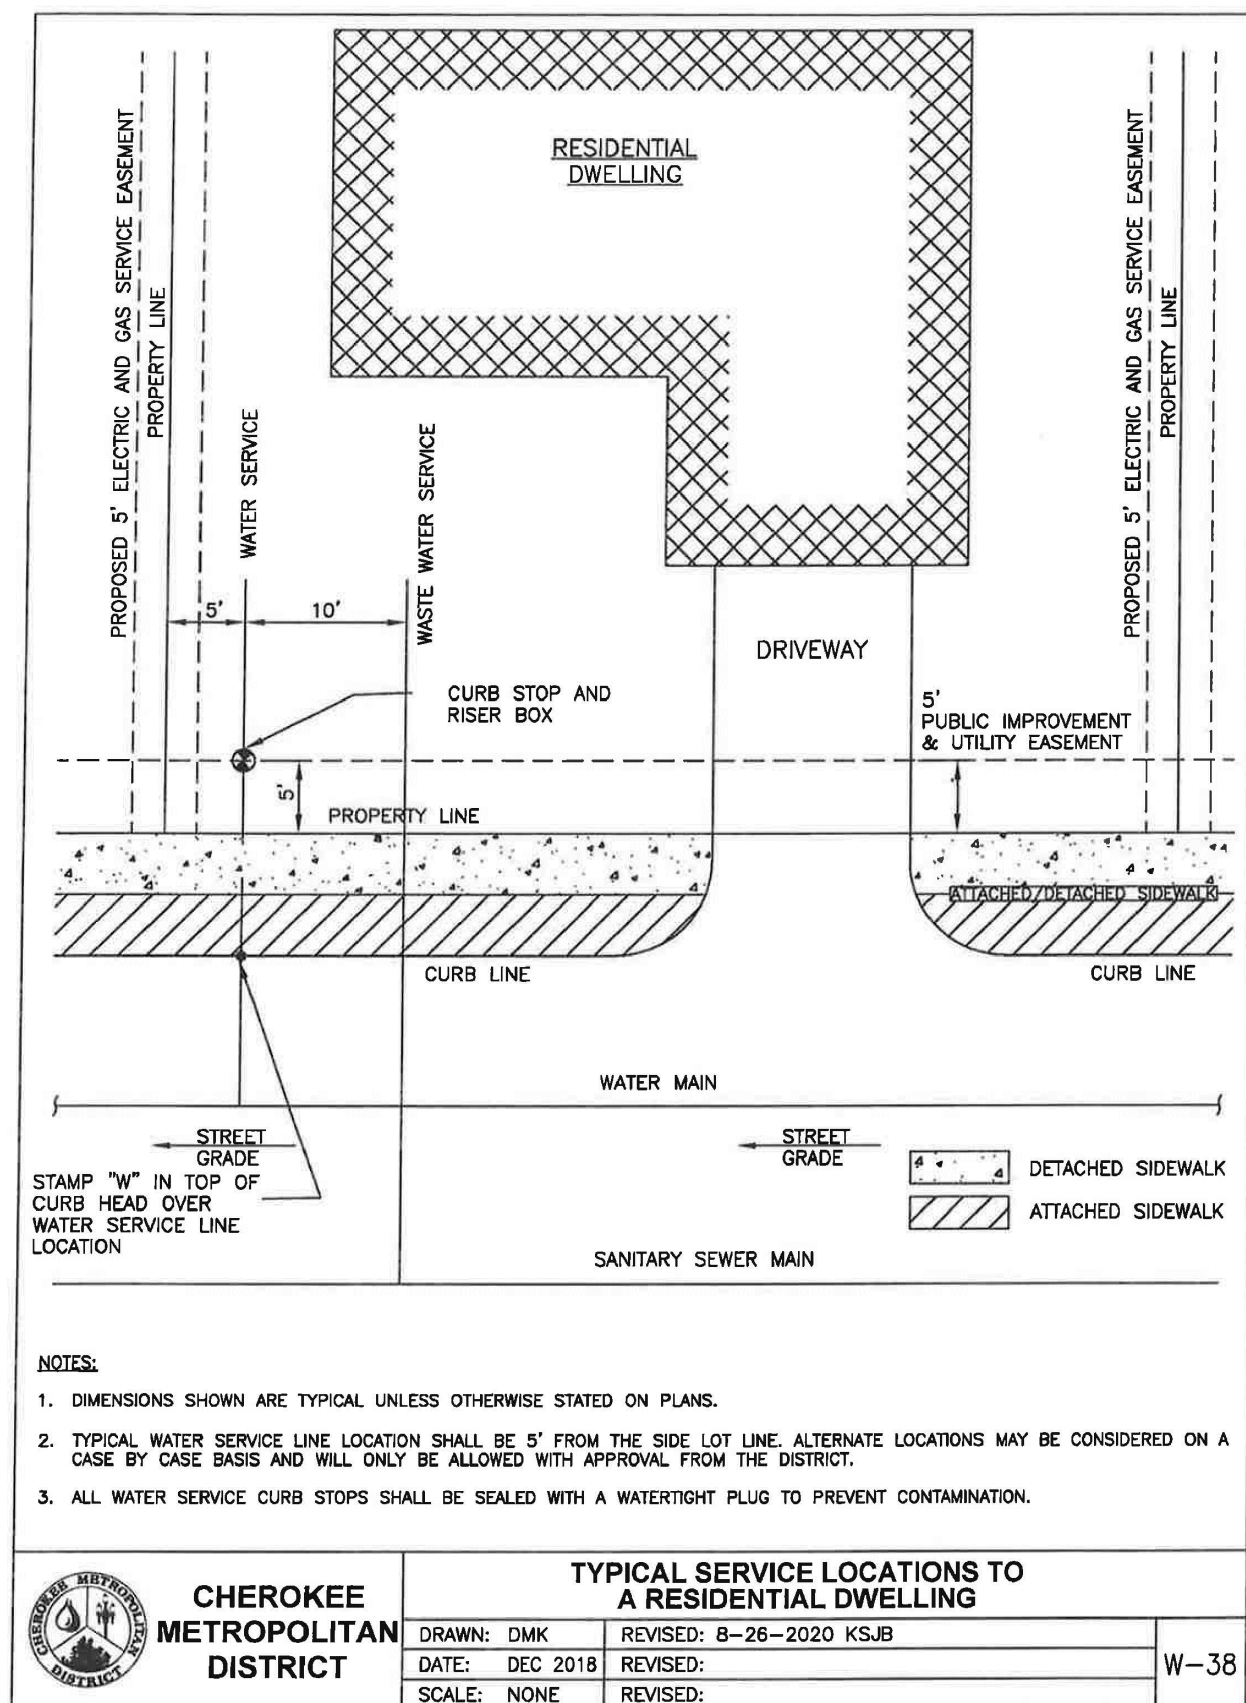 RESIDENTIAL
DWELLING
PROPOSED 5' ELECTRIC AND GAS SERVICE EASEMENT
PROPERTY LINE
WATER SERVICE
WASTE WATER SERVICE
PROPOSED 5' ELECTRIC AND GAS SERVICE EASEMENT
PROPERTY LINE
5'
10'
DRIVEWAY
CURB STOP AND
RISER BOX
5'
PUBLIC IMPROVEMENT
& UTILITY EASEMENT
5'
PROPERTY LINE
ATTACHED/DETACHED SIDEWALK
CURB LINE
CURB LINE
WATER MAIN
STREET
GRADE
STREET
GRADE
STAMP "W" IN TOP OF
CURB HEAD OVER
WATER SERVICE LINE
LOCATION
DETACHED SIDEWALK
ATTACHED SIDEWALK
SANITARY SEWER MAIN
NOTES:
1. DIMENSIONS SHOWN ARE TYPICAL UNLESS OTHERWISE STATED ON PLANS.
2. TYPICAL WATER SERVICE LINE LOCATION SHALL BE 5' FROM THE SIDE LOT LINE. ALTERNATE LOCATIONS MAY BE CONSIDERED ON A
CASE BY CASE BASIS AND WILL ONLY BE ALLOWED WITH APPROVAL FROM THE DISTRICT.
3. ALL WATER SERVICE CURB STOPS SHALL BE SEALED WITH A WATERTIGHT PLUG TO PREVENT CONTAMINATION.
CHEROKEE METROPOLITAN
DISTRICT
CHEROKEE
METROPOLITAN
DISTRICT
TYPICAL SERVICE LOCATIONS TO
A RESIDENTIAL DWELLING
DRAWN: DMK
REVISED: 8-26-2020 KSJB
DATE: DEC 2018
REVISED:
SCALE: NONE
REVISED:
W-38